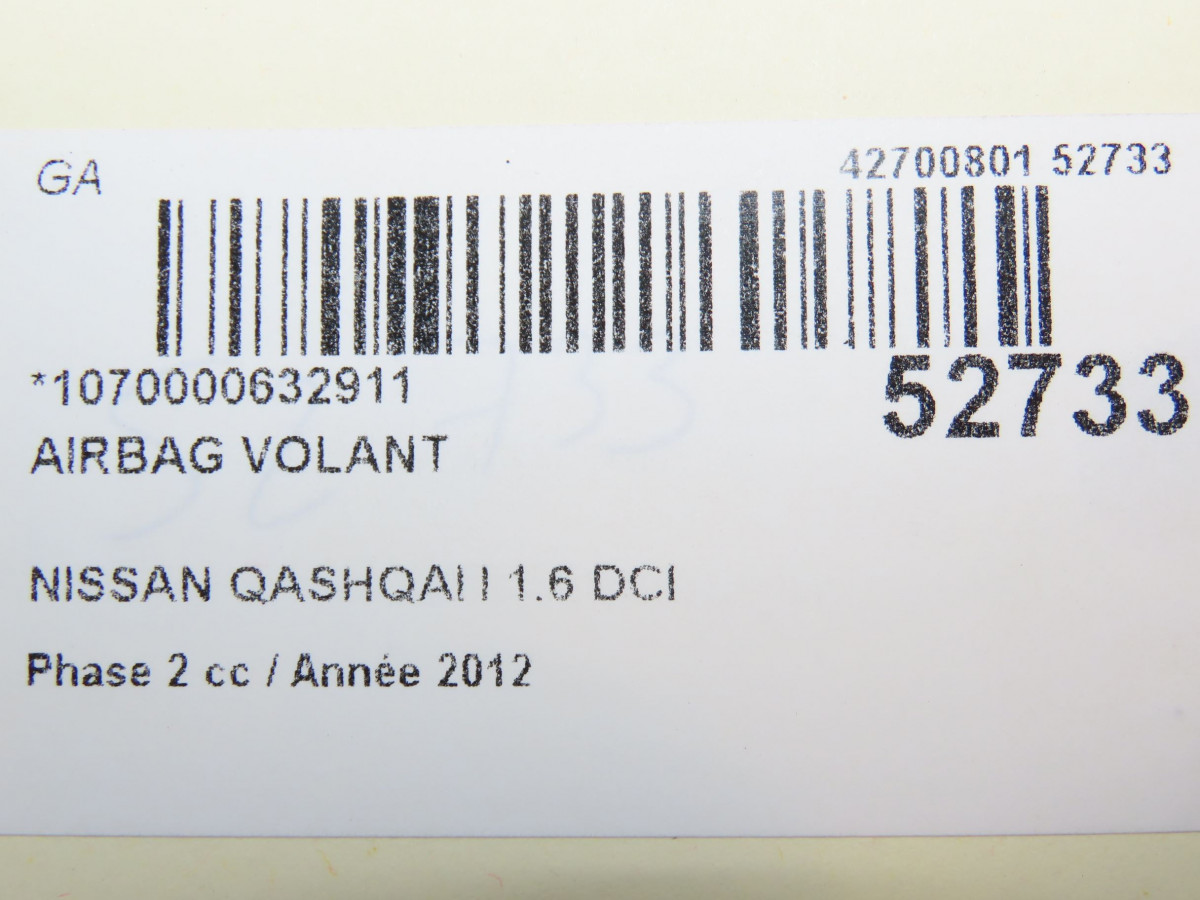 GA
42700801 52733
*1070000632911
52733
AIRBAG VOLANT
NISSAN QASHQAI I 1.6 DCI
Phase 2 cc / Année 2012